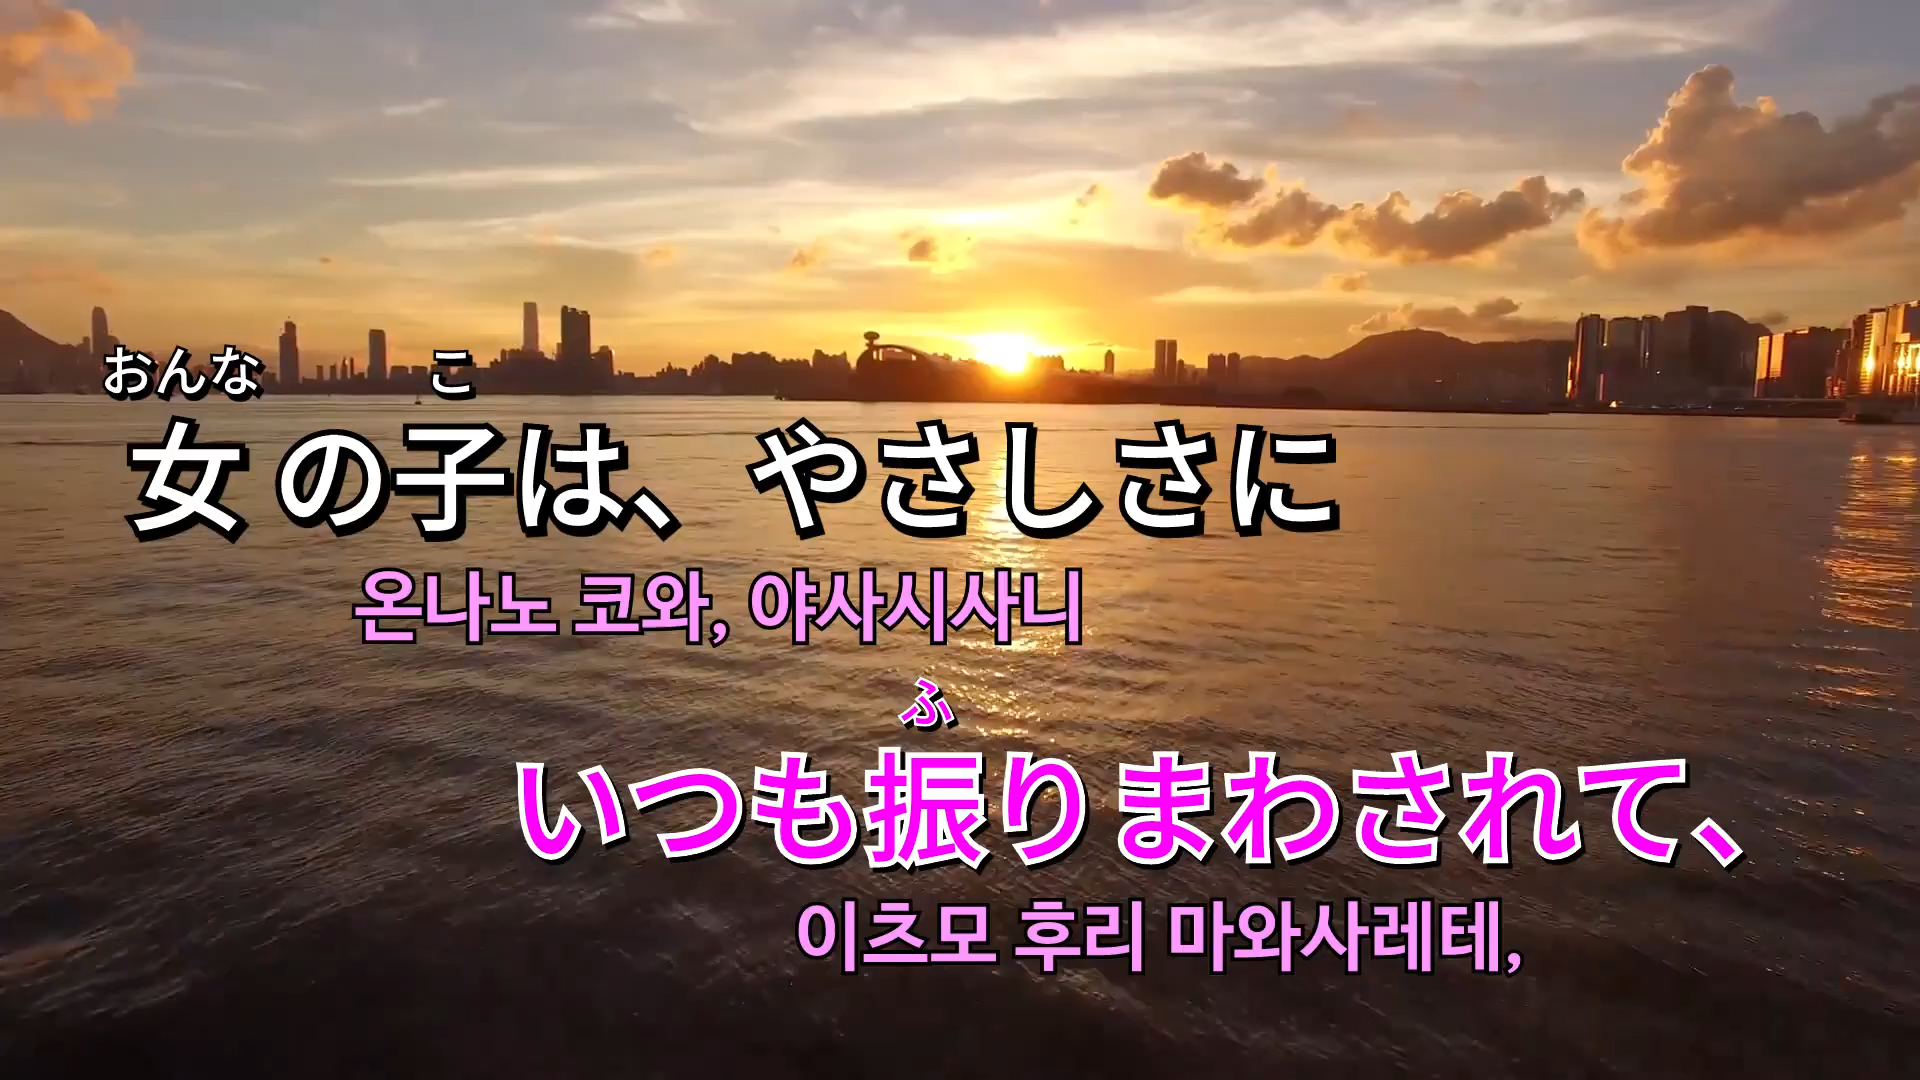 おんな こ
女の子は、やさしさに
온나노 코와, 야사시사니
ふ
いつも振りまわされて、
이츠모 후리 마와사레테,